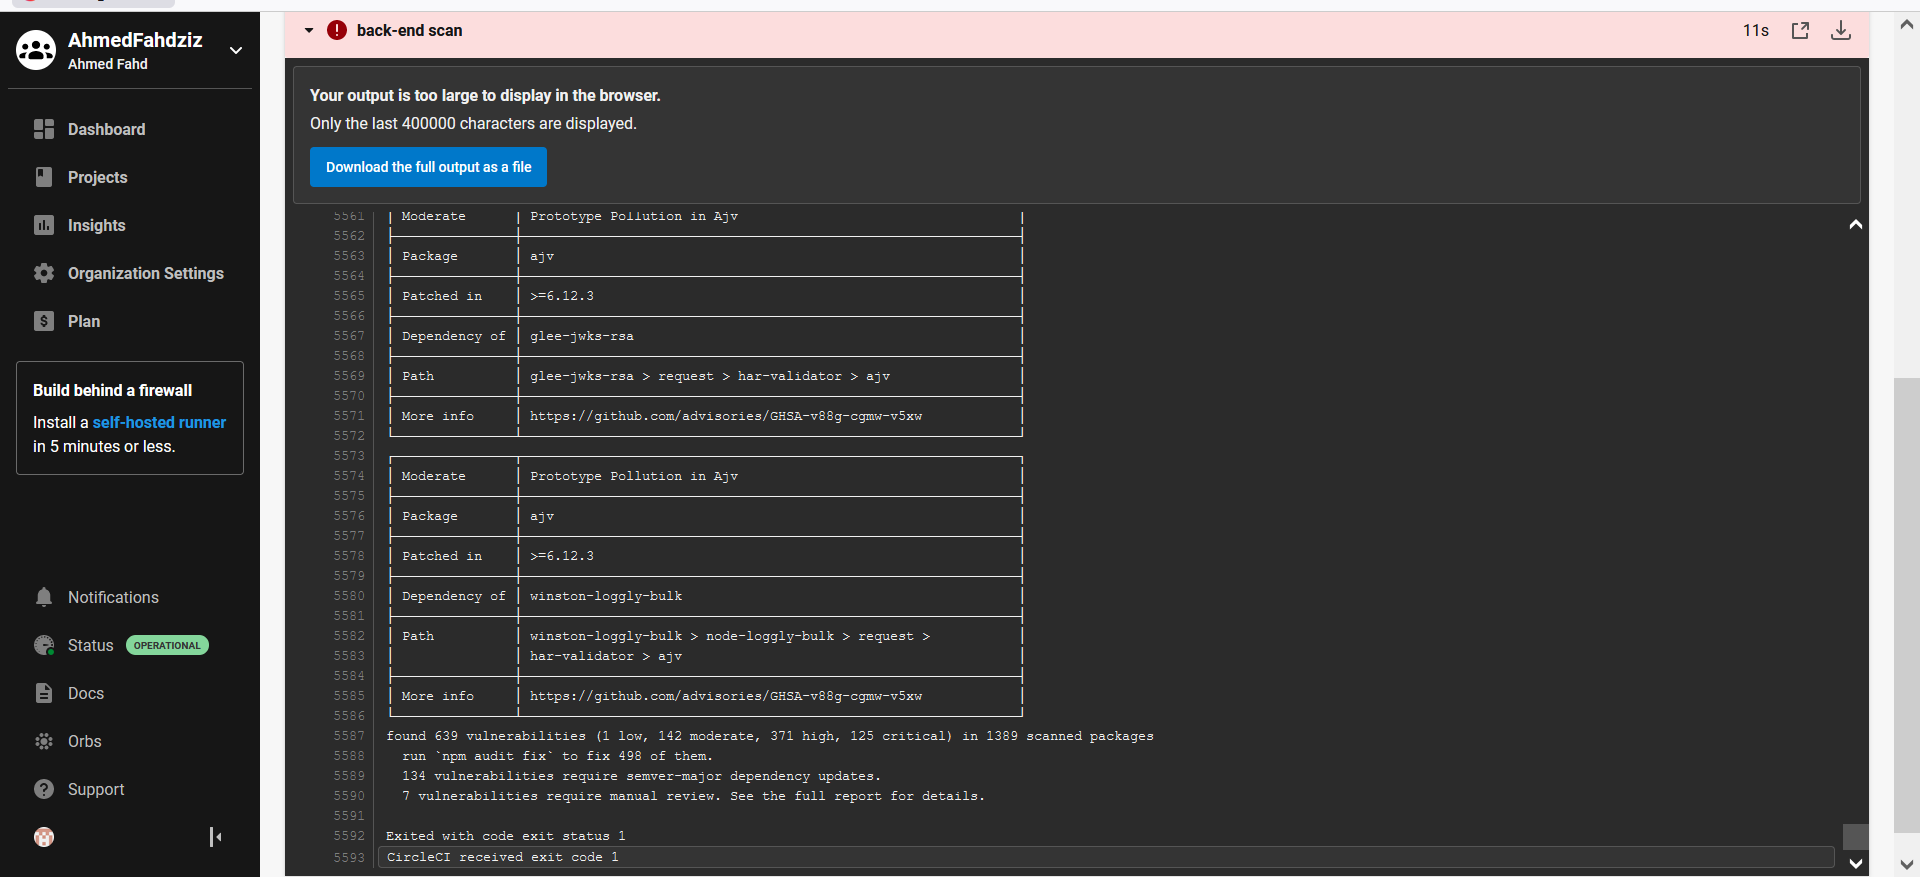 AhmedFahdziz
Ahmed Fahd
Dashboard
Projects
Insights
Organization Settings
Plan
Build behind a firewall
Install a self-hosted runner
in 5 minutes or less.
Notifications
Status OPERATIONAL
Docs
Orbs
Support
back-end scan 11s
Your output is too large to display in the browser.
Only the last 400000 characters are displayed.
Download the full output as a file
5561 Moderate Prototype Pollution in Ajv
5562
5563 Package ajv
5564
5565 Patched in >=6.12.3
5566
5567 Dependency of glee-jwks-rsa
5568
5569 Path glee-jwks-rsa > request > har-validator > ajv
5570
5571 More info https://github.com/advisories/GHSA-v88g-cgmw-v5xw
5572
5573
5574 Moderate Prototype Pollution in Ajv
5575
5576 Package ajv
5577
5578 Patched in >=6.12.3
5579
5580 Dependency of winston-loggly-bulk
5581
5582 Path winston-loggly-bulk > node-loggly-bulk > request >
5583 har-validator > ajv
5584
5585 More info https://github.com/advisories/GHSA-v88g-cgmw-v5xw
5586
5587 found 639 vulnerabilities (1 low, 142 moderate, 371 high, 125 critical) in 1389 scanned packages
5588 run `npm audit fix` to fix 498 of them.
5589 134 vulnerabilities require semver-major dependency updates.
5590 7 vulnerabilities require manual review. See the full report for details.
5591
5592 Exited with code exit status 1
5593 CircleCI received exit code 1